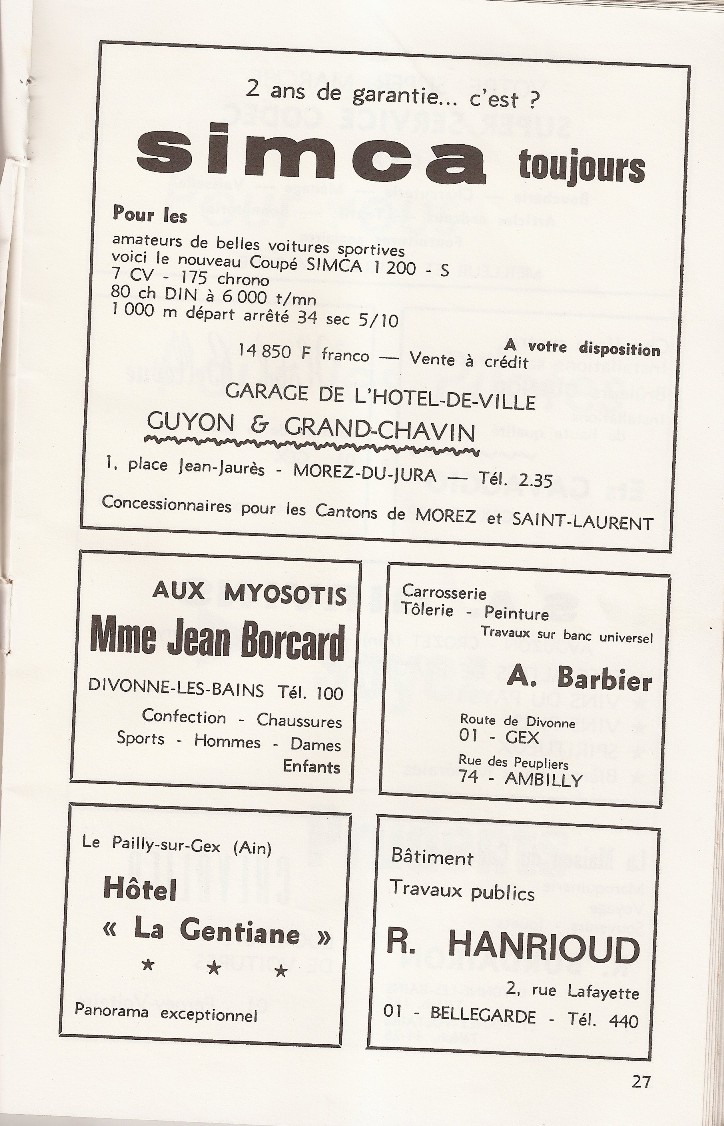 2 ans de garantie... c'est ?
simca toujours
Pour les
amateurs de belles voitures sportives
voici le nouveau Coupé SIMCA 1 200 - S
7 CV - 175 chrono
80 ch DIN à 6 000 t/mn
1 000 m départ arrêté 34 sec 5/10
A votre disposition
14 850 F franco — Vente à crédit
GARAGE DE L'HOTEL-DE-VILLE
GUYON & GRAND-CHAVIN
1, place Jean-Jaurès - MOREZ-DU-JURA — Tél. 2.35
Concessionnaires pour les Cantons de MOREZ et SAINT-LAURENT
AUX MYOSOTIS
Mme Jean Borcard
DIVONNE-LES-BAINS Tél. 100
Confection - Chaussures
Sports - Hommes - Dames
Enfants
Carrosserie
Tôlerie - Peinture
Travaux sur banc universel
A. Barbier
Route de Divonne
01 - GEX
Rue des Peupliers
74 - AMBILLY
Le Pailly-sur-Gex (Ain)
Hôtel
« La Gentiane »
★ ★ ★
Panorama exceptionnel
Bâtiment
Travaux publics
R. HANRIOUD
2, rue Lafayette
01 - BELLEGARDE - Tél. 440
27